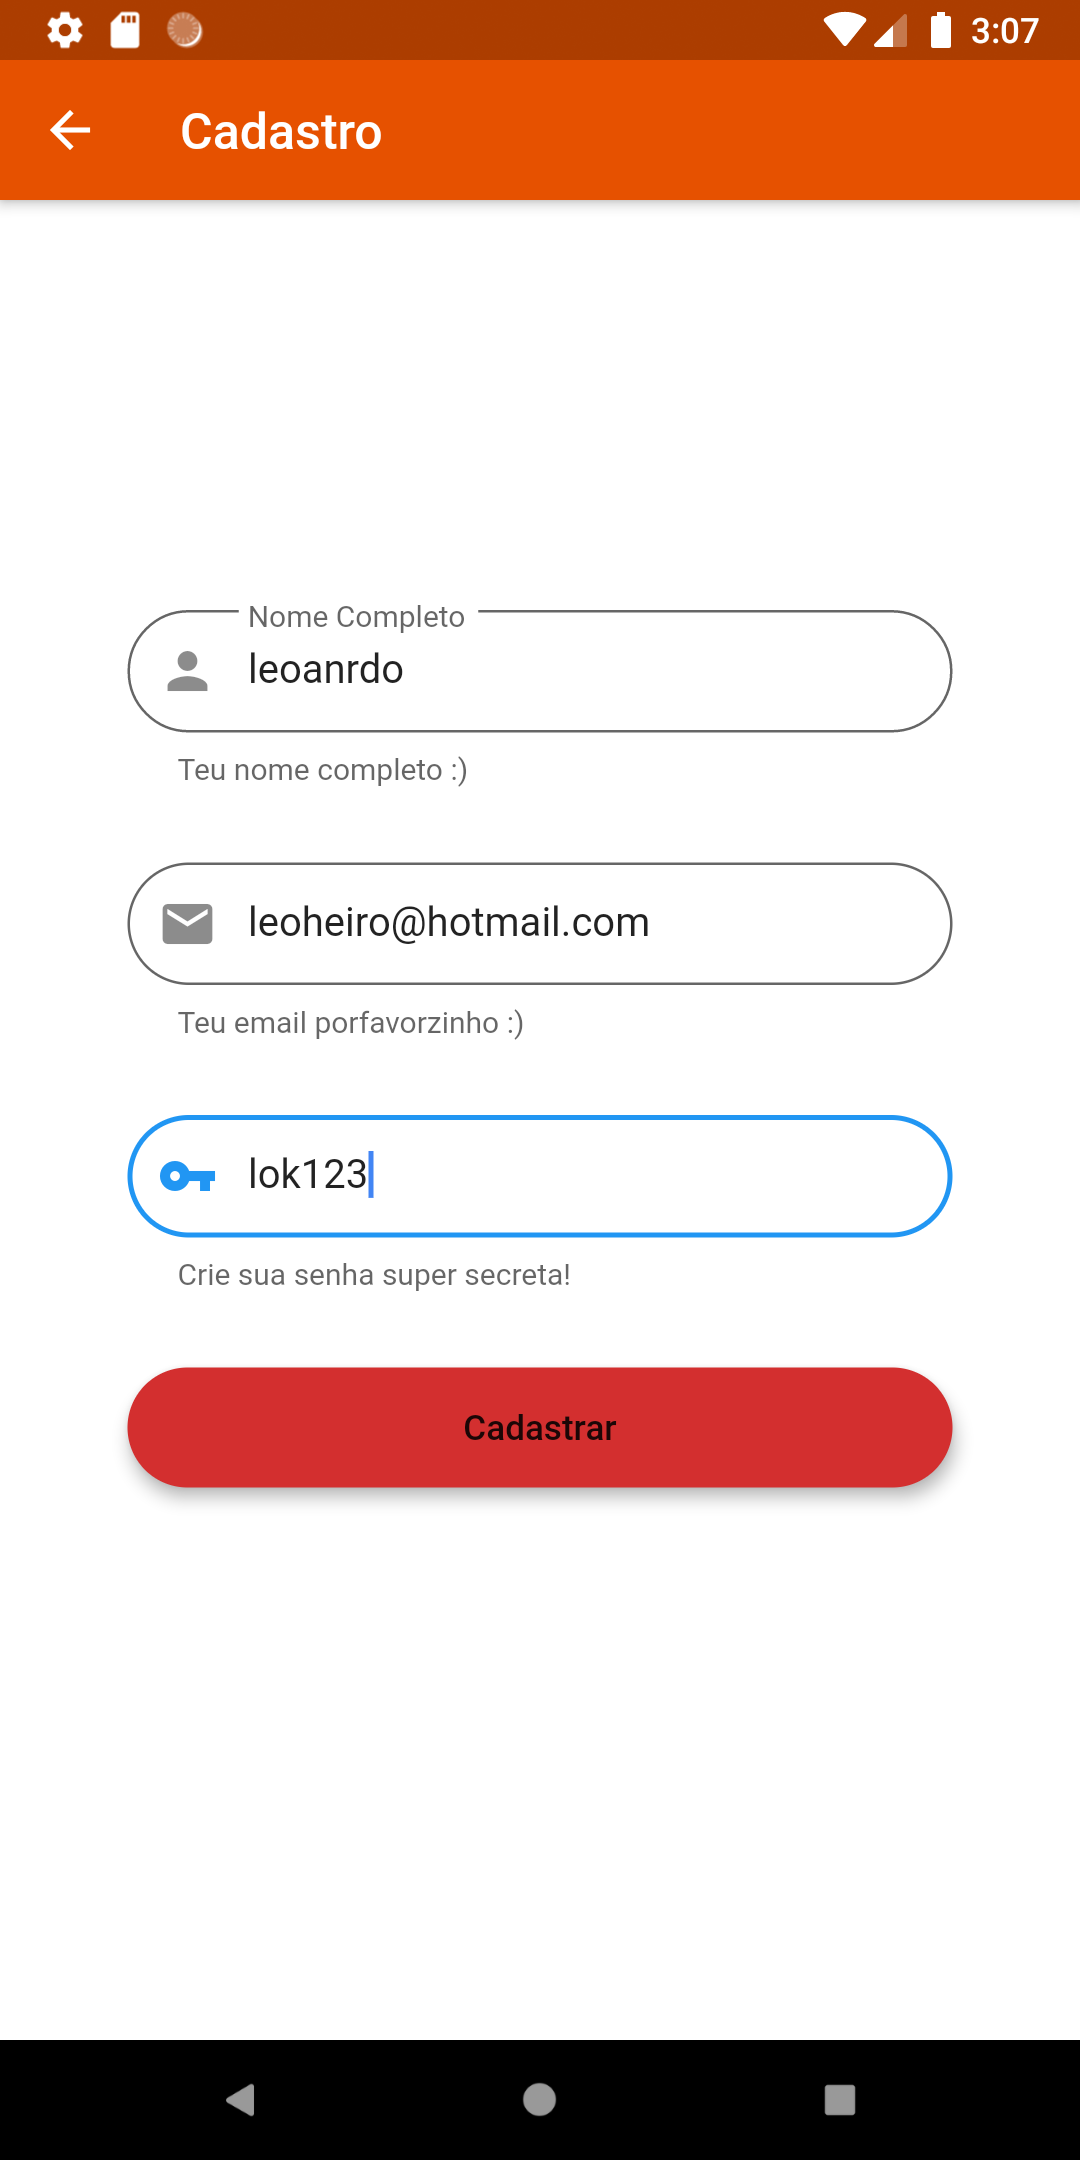 3:07
Cadastro
Nome Completo
leoanrdo
Teu nome completo :)
leoheiro@hotmail.com
Teu email porfavorzinho :)
lok123
Crie sua senha super secreta!
Cadastrar